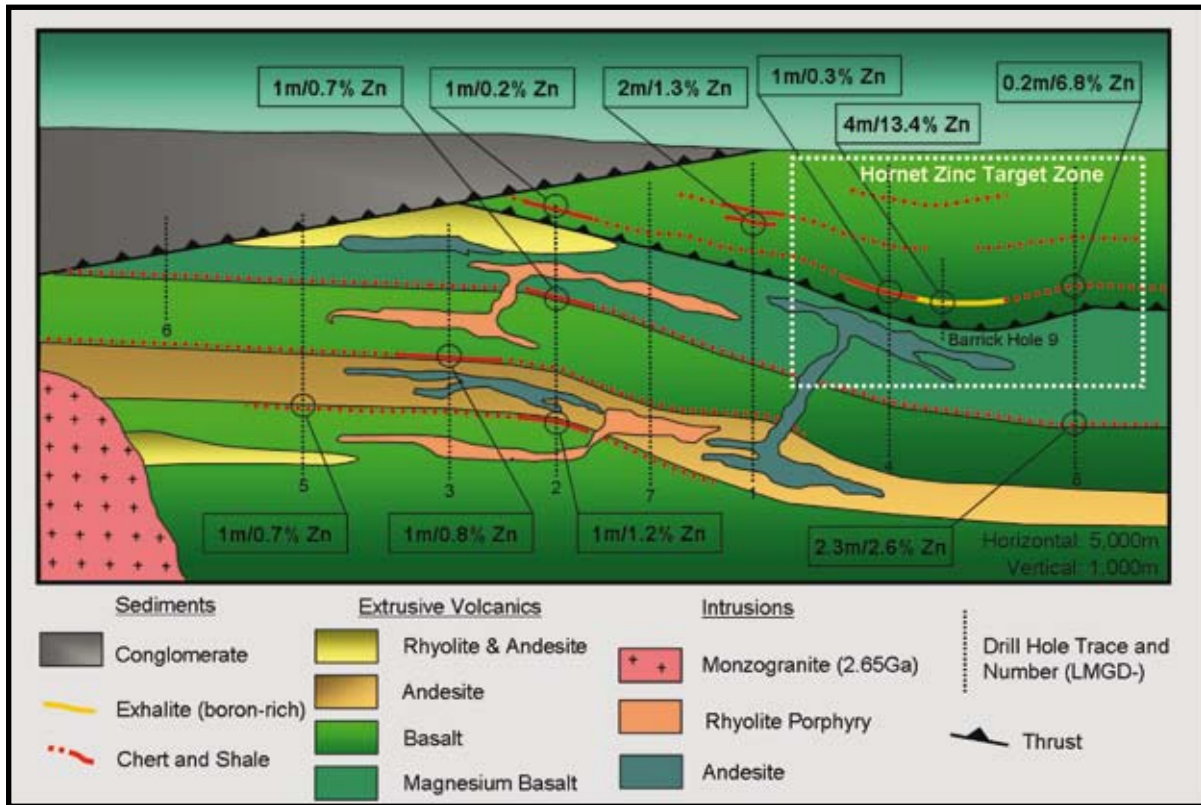 1m/0.7% Zn
1m/0.2% Zn
2m/1.3% Zn
1m/0.3% Zn
0.2m/6.8% Zn
4m/13.4% Zn
Hornet Zinc Target Zone
Barrick Hole 9
6
5
3
2
7
1
4
8
1m/0.7% Zn
1m/0.8% Zn
1m/1.2% Zn
2.3m/2.6% Zn
Horizontal: 5,000m
Vertical: 1,000m
Sediments
Conglomerate
Exhalite (boron-rich)
Chert and Shale
Extrusive Volcanics
Rhyolite & Andesite
Andesite
Basalt
Magnesium Basalt
Intrusions
Monzogranite (2.65Ga)
Rhyolite Porphyry
Andesite
Drill Hole Trace and
Number (LMGD-)
Thrust